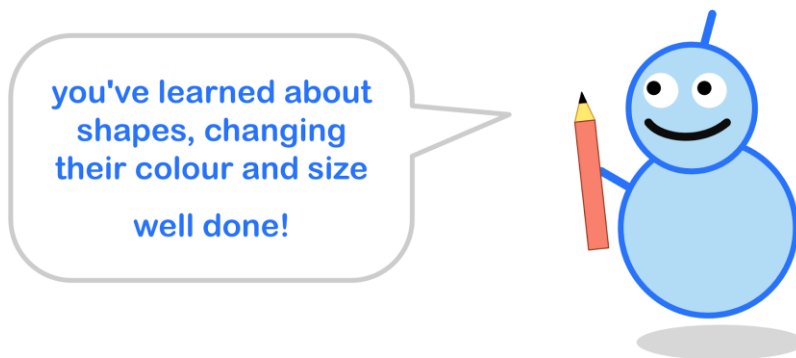 you've learned about
shapes, changing
their colour and size
well done!